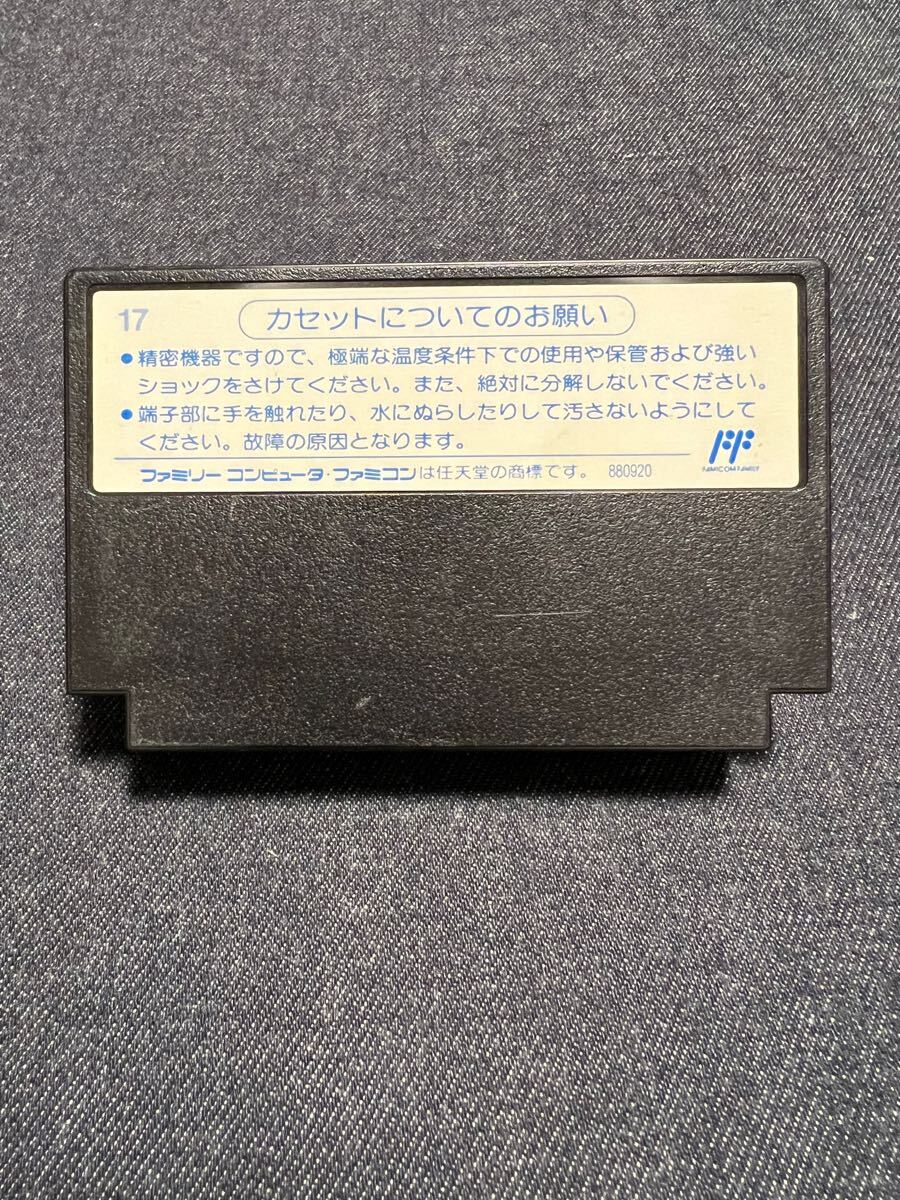 17
カセットについてのお願い
●精密機器ですので、極端な温度条件下での使用や保管および強い
ショックをさけてください。また、絶対に分解しないでください。
●端子部に手を触れたり、水にぬらしたりして汚さないようにして
ください。故障の原因となります。
FF
FAMICOM FAMILY
ファミリーコンピュータ・ファミコンは任天堂の商標です。 880920